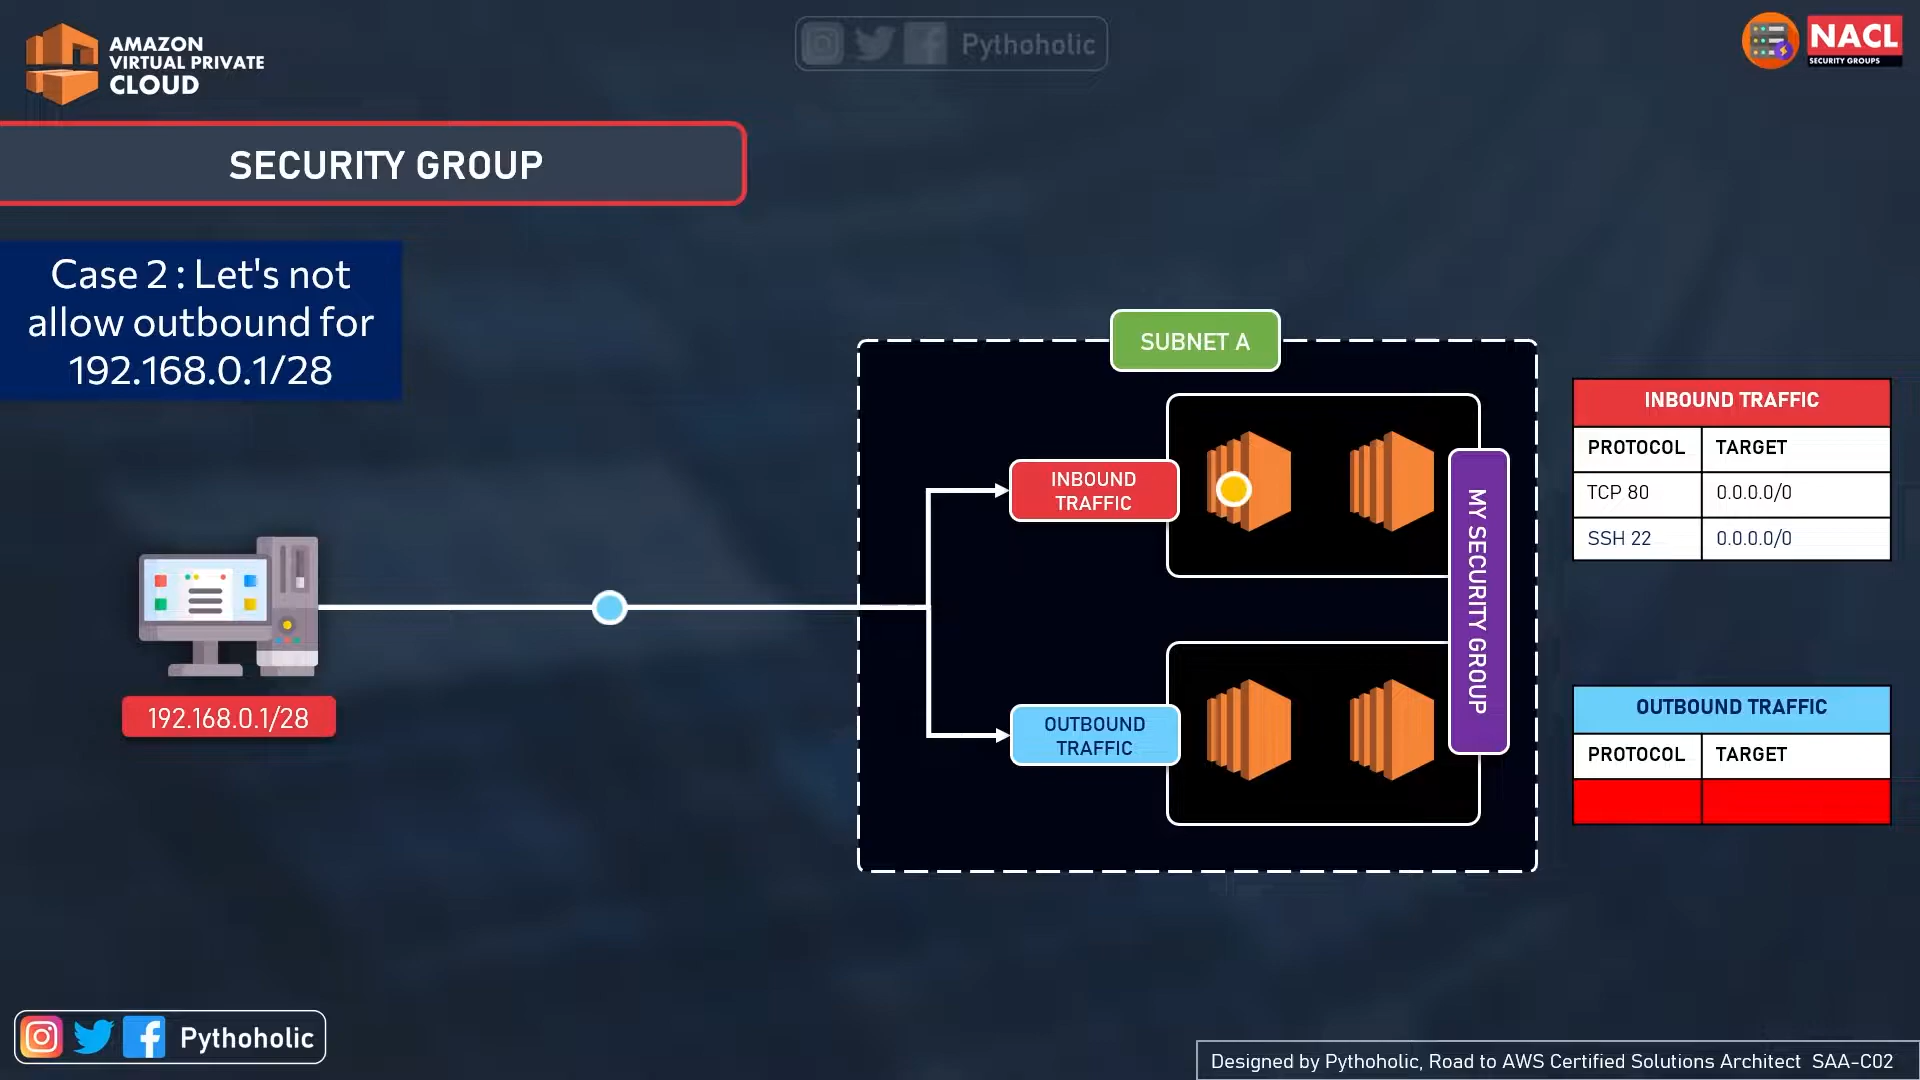 AMAZON
VIRTUAL PRIVATE
CLOUD
Pythoholic
NACL
SECURITY GROUPS
SECURITY GROUP
Case 2 : Let's not
allow outbound for
192.168.0.1/28
SUBNET A
INBOUND
TRAFFIC
MY SECURITY GROUP
OUTBOUND
TRAFFIC
192.168.0.1/28
INBOUND TRAFFIC
PROTOCOL TARGET
TCP 80 0.0.0.0/0
SSH 22 0.0.0.0/0
OUTBOUND TRAFFIC
PROTOCOL TARGET
Pythoholic
Designed by Pythoholic, Road to AWS Certified Solutions Architect SAA-C02